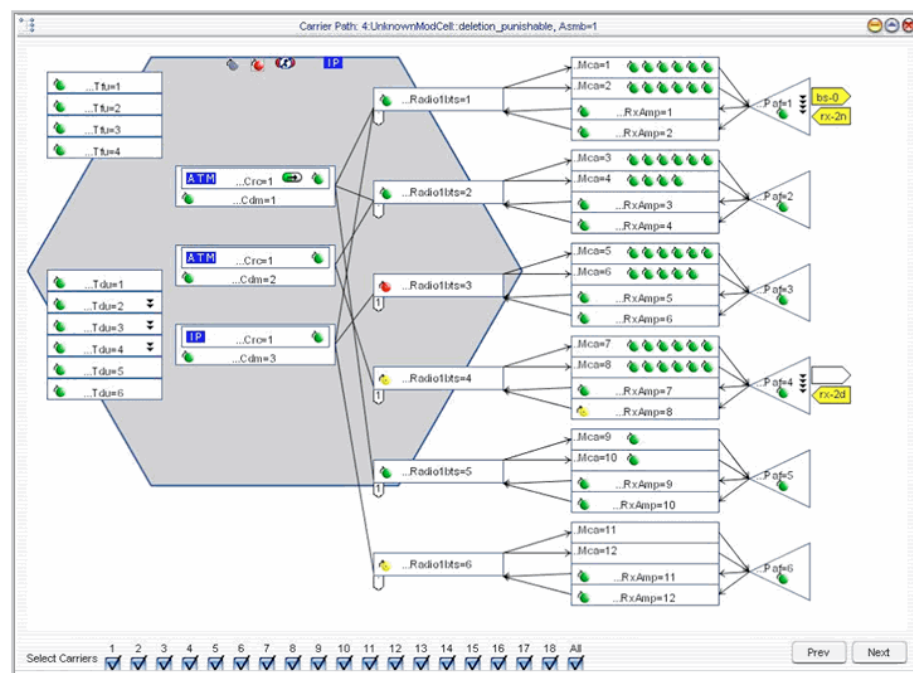 Carrier Path: 4:UnknownModCell::deletion_punishable, Asmb=1
IP
...Tfu=1
...Tfu=2
...Tfu=3
...Tfu=4
ATM ...Crc=1
...Cdm=1
ATM ...Crc=1
...Cdm=2
IP ...Crc=1
...Cdm=3
...Tdu=1
...Tdu=2
...Tdu=3
...Tdu=4
...Tdu=5
...Tdu=6
...Radio1bts=1
1
...Radio1bts=2
1
...Radio1bts=3
1
...Radio1bts=4
1
...Radio1bts=5
1
...Radio1bts=6
..Mca=1
..Mca=2
...RxAmp=1
...RxAmp=2
...Paf=1
bs-0
rx-2n
..Mca=3
..Mca=4
...RxAmp=3
...RxAmp=4
...Paf=2
..Mca=5
..Mca=6
...RxAmp=5
...RxAmp=6
...Paf=3
..Mca=7
..Mca=8
...RxAmp=7
...RxAmp=8
...Paf=4
rx-2d
..Mca=9
..Mca=10
...RxAmp=9
...RxAmp=10
...Paf=5
..Mca=11
..Mca=12
...RxAmp=11
...RxAmp=12
...Paf=6
1 2 3 4 5 6 7 8 9 10 11 12 13 14 15 16 17 18 All
Select Carriers
Prev Next